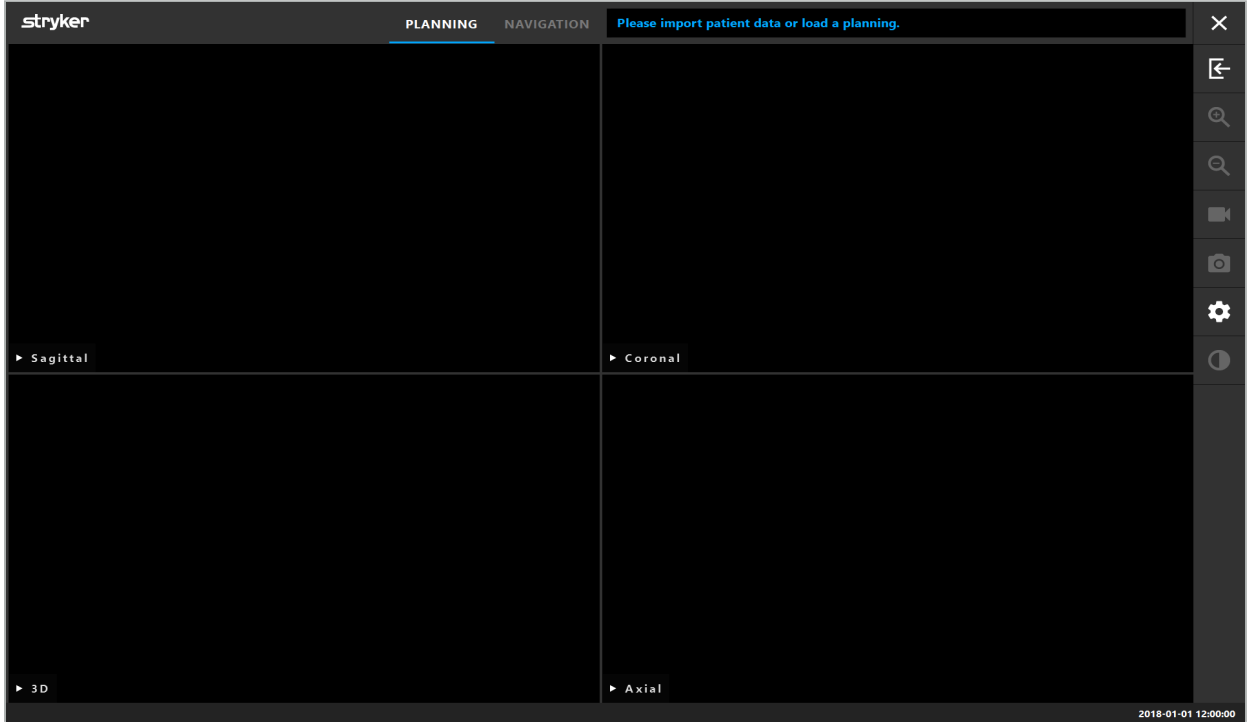 stryker
PLANNING NAVIGATION Please import patient data or load a planning.
Sagittal
Coronal
3D
Axial
2018-01-01 12:00:00